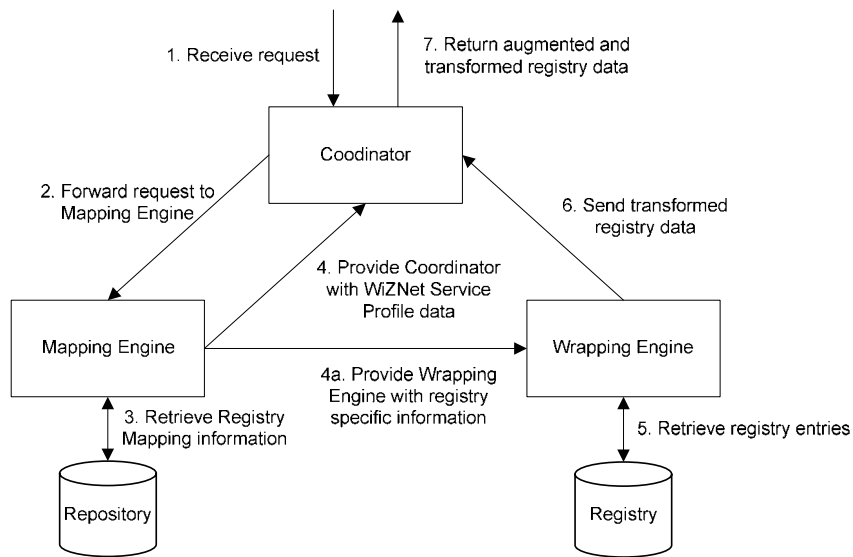 1. Receive request
7. Return augmented and
transformed registry data
Coodinator
2. Forward request to
Mapping Engine
6. Send transformed
registry data
4. Provide Coordinator
with WiZNet Service
Profile data
Mapping Engine
Wrapping Engine
4a. Provide Wrapping
Engine with registry
specific information
3. Retrieve Registry
Mapping information
5. Retrieve registry entries
Repository
Registry